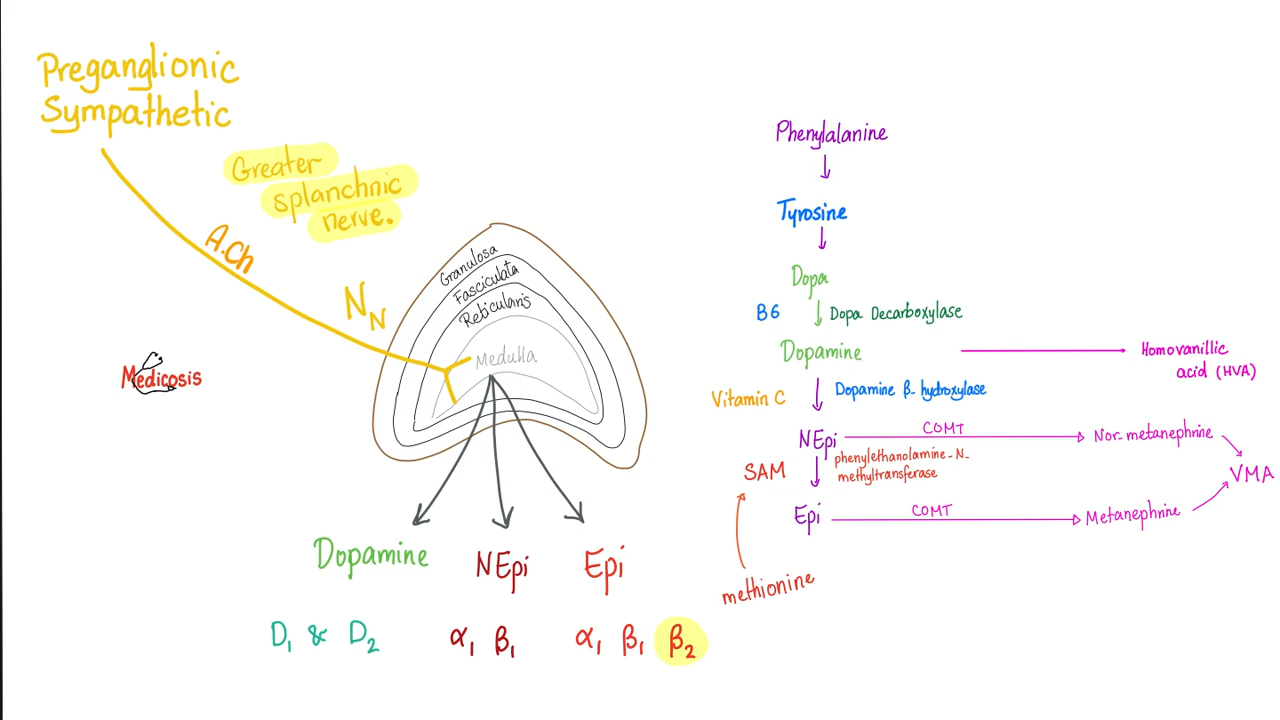 Preganglionic
Sympathetic
Greater
splanchnic
nerve.
A.Ch
N_N
Granulosa
Fasciculata
Reticularis
Medulla
Medicosis
Dopamine
NEpi
Epi
D₁ & D₂
α₁ β₁
α₁ β₁ β₂
Phenylalanine
Tyrosine
Dopa
B6
Dopa Decarboxylase
Dopamine
Homovanillic
acid (HVA)
Vitamin C
Dopamine β-hydroxylase
NEpi
COMT
Nor-metanephrine
SAM
phenylethanolamine-N-
methyltransferase
VMA
Epi
COMT
Metanephrine
methionine